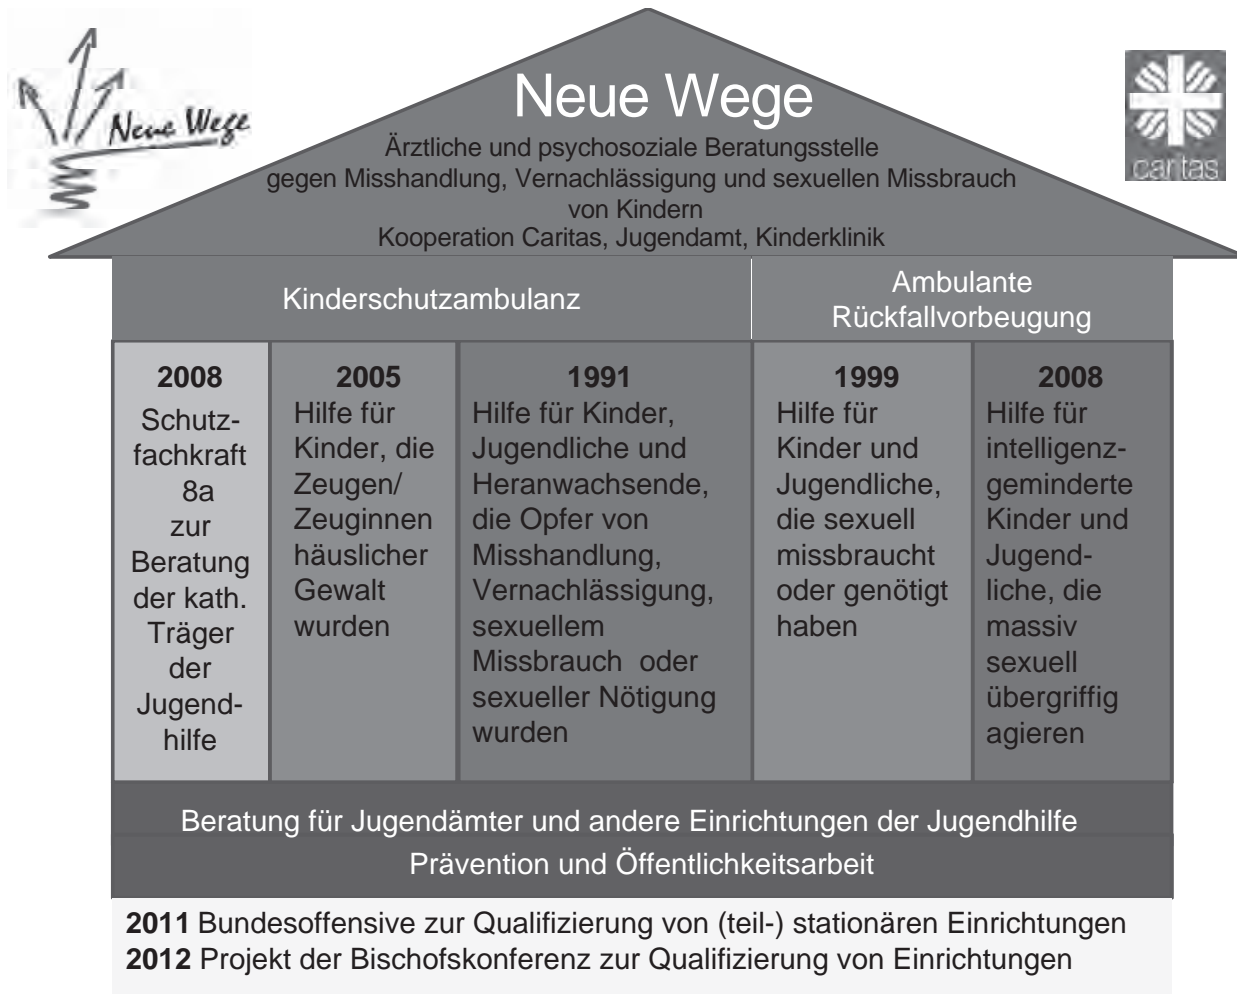 Neue Wege
caritas
Neue Wege
Ärztliche und psychosoziale Beratungsstelle
gegen Misshandlung, Vernachlässigung und sexuellen Missbrauch
von Kindern
Kooperation Caritas, Jugendamt, Kinderklinik
Kinderschutzambulanz
Ambulante
Rückfallvorbeugung
2008
Schutz-
fachkraft
8a
zur
Beratung
der kath.
Träger
der
Jugend-
hilfe
2005
Hilfe für
Kinder, die
Zeugen/
Zeuginnen
häuslicher
Gewalt
wurden
1991
Hilfe für Kinder,
Jugendliche und
Heranwachsende,
die Opfer von
Misshandlung,
Vernachlässigung,
sexuellem
Missbrauch oder
sexueller Nötigung
wurden
1999
Hilfe für
Kinder und
Jugendliche,
die sexuell
missbraucht
oder genötigt
haben
2008
Hilfe für
intelligenz-
geminderte
Kinder und
Jugend-
liche, die
massiv
sexuell
übergriffig
agieren
Beratung für Jugendämter und andere Einrichtungen der Jugendhilfe
Prävention und Öffentlichkeitsarbeit
2011 Bundesoffensive zur Qualifizierung von (teil-) stationären Einrichtungen
2012 Projekt der Bischofskonferenz zur Qualifizierung von Einrichtungen